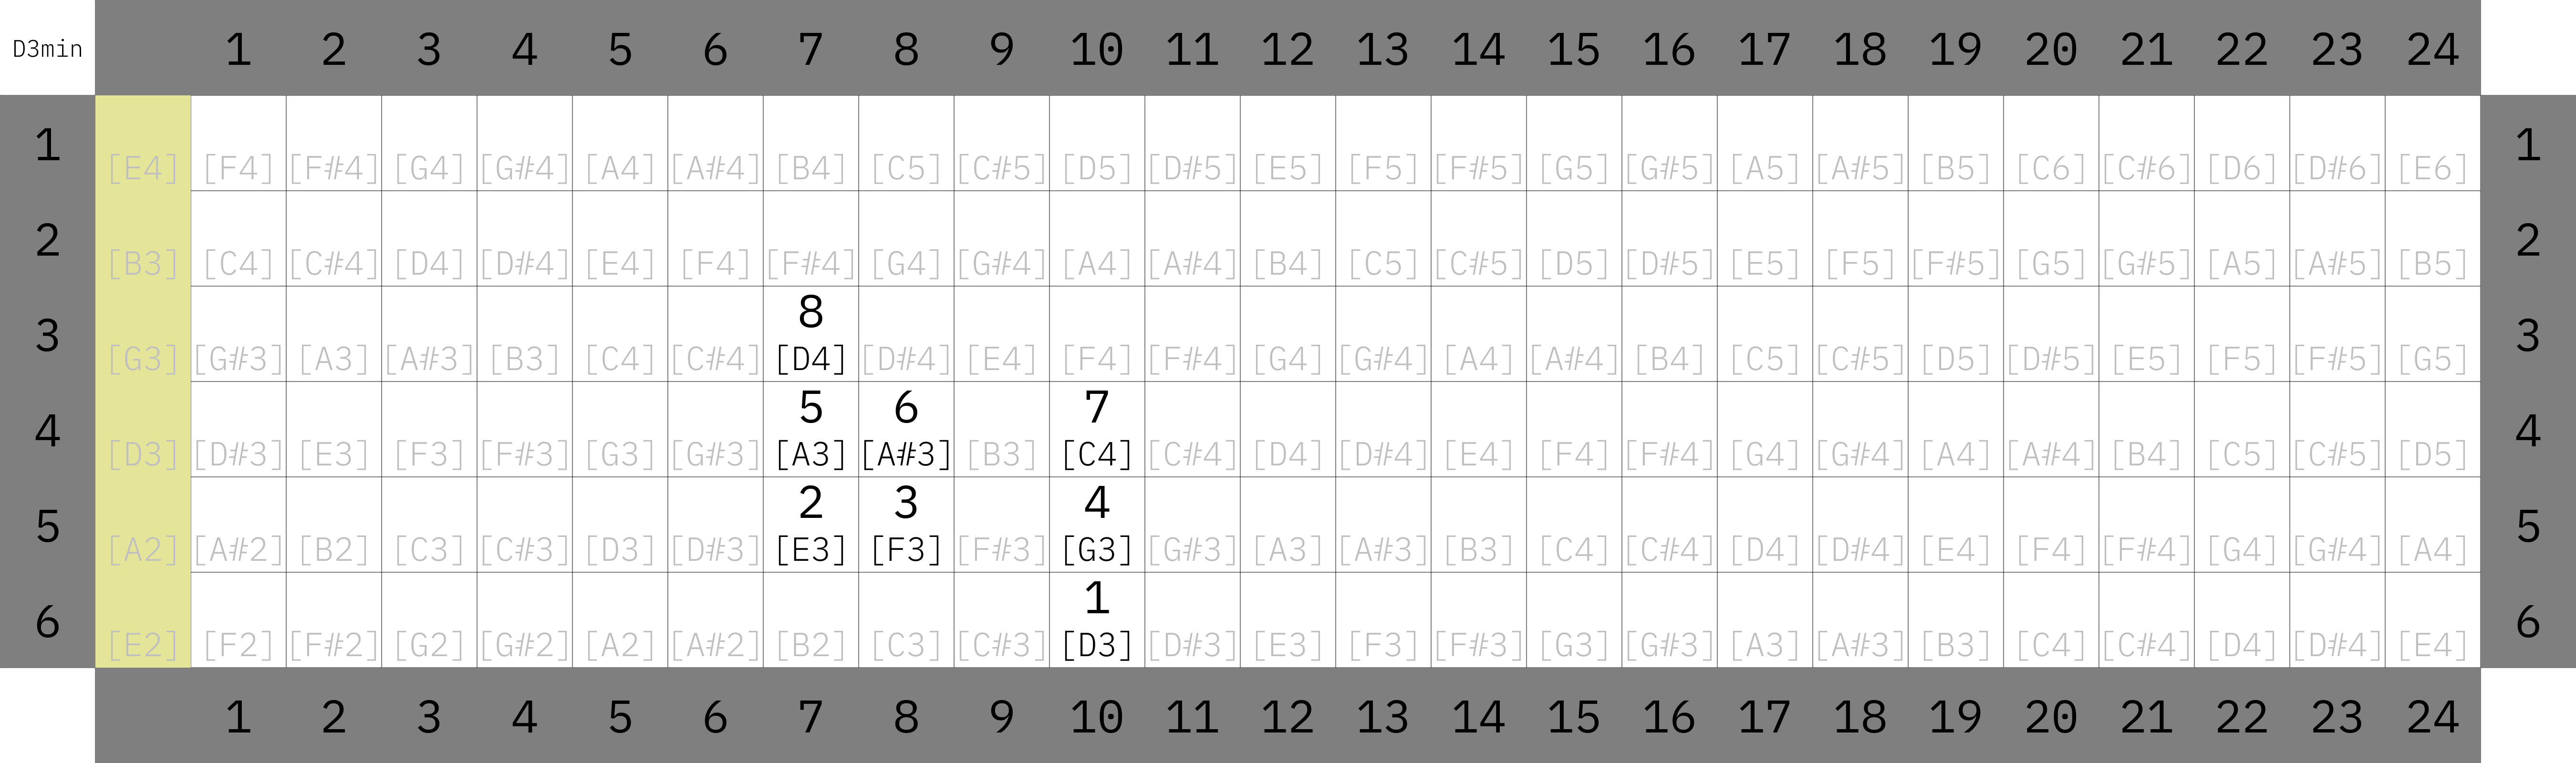 D3min 1 2 3 4 5 6 7 8 9 10 11 12 13 14 15 16 17 18 19 20 21 22 23 24
1 1
[E4] [F4] [F#4] [G4] [G#4] [A4] [A#4] [B4] [C5] [C#5] [D5] [D#5] [E5] [F5] [F#5] [G5] [G#5] [A5] [A#5] [B5] [C6] [C#6] [D6] [D#6] [E6]
2 2
[B3] [C4] [C#4] [D4] [D#4] [E4] [F4] [F#4] [G4] [G#4] [A4] [A#4] [B4] [C5] [C#5] [D5] [D#5] [E5] [F5] [F#5] [G5] [G#5] [A5] [A#5] [B5]
3 8 3
[G3] [G#3] [A3] [A#3] [B3] [C4] [C#4] [D4] [D#4] [E4] [F4] [F#4] [G4] [G#4] [A4] [A#4] [B4] [C5] [C#5] [D5] [D#5] [E5] [F5] [F#5] [G5]
4 5 6 7 4
[D3] [D#3] [E3] [F3] [F#3] [G3] [G#3] [A3] [A#3] [B3] [C4] [C#4] [D4] [D#4] [E4] [F4] [F#4] [G4] [G#4] [A4] [A#4] [B4] [C5] [C#5] [D5]
5 2 3 4 5
[A2] [A#2] [B2] [C3] [C#3] [D3] [D#3] [E3] [F3] [F#3] [G3] [G#3] [A3] [A#3] [B3] [C4] [C#4] [D4] [D#4] [E4] [F4] [F#4] [G4] [G#4] [A4]
6 1 6
[E2] [F2] [F#2] [G2] [G#2] [A2] [A#2] [B2] [C3] [C#3] [D3] [D#3] [E3] [F3] [F#3] [G3] [G#3] [A3] [A#3] [B3] [C4] [C#4] [D4] [D#4] [E4]
1 2 3 4 5 6 7 8 9 10 11 12 13 14 15 16 17 18 19 20 21 22 23 24